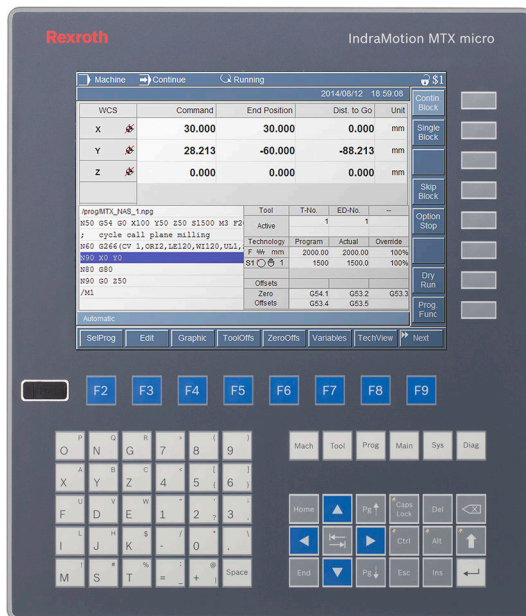 Rexroth IndraMotion MTX micro
Machine Continue Running $1
2014/08/12 18:59:08
WCS Command End Position Dist. to Go Unit
X 30.000 30.000 0.000 mm
Y 28.213 -60.000 -88.213 mm
Z 0.000 0.000 0.000 mm
Contin Block
Single Block
Skip Block
Option Stop
Dry Run
Prog Func
/prog/MTX_NAS_1.npg
N50 G54 G0 X100 Y50 Z50 S1500 M3 F2
; cycle call plane milling
N60 G266(CV 1,ORI2,LE120,WI120,UL1,
N90 X0 Y0
N80 G80
N90 G0 Z50
/M1
Tool T-No. ED-No. --
Active 1 1
Technology Program Actual Override
F mm 2000.00 2000.00 100%
S1 1 1500 1500.0 100%
Offsets
Zero Offsets G54.1 G53.2 G53.3
G53.4 G53.5
Automatic
SelProg Edit Graphic ToolOffs ZeroOffs Variables TechView Next
F2 F3 F4 F5 F6 F7 F8 F9
O P N Q G R 7 8 [ 9 )
X A Y B Z C 4 5 [ ( 6 ] )
F U D V E W 1 " 2 ' ? 3 ,
I L J H K $ - / 0 \
M ! S * T % = : _ + @ | Space
Mach Tool Prog Main Sys Diag
Home Pg Caps Lock Del
Ctrl Alt
End Pg Esc Ins